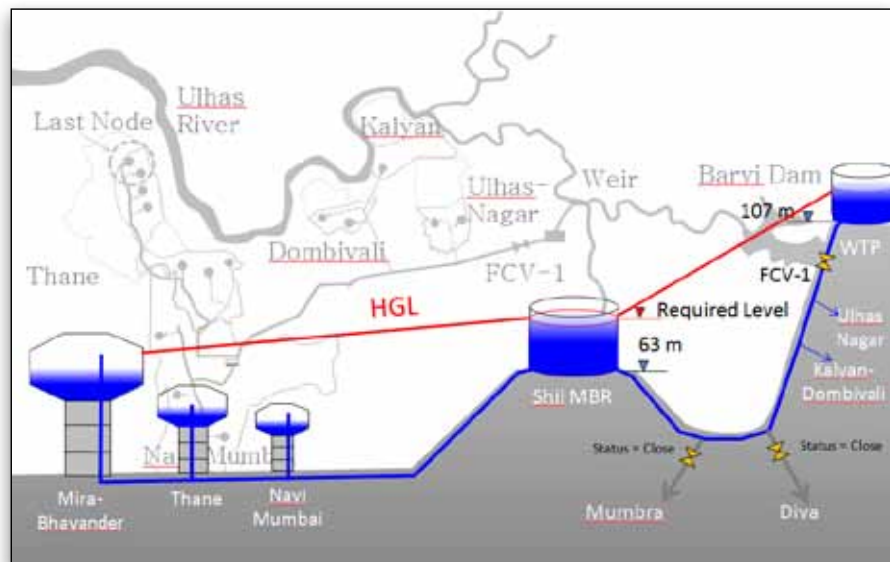 Ulhas
River
Last Node
Kalyan
Ulhas-
Nagar
Weir
Barvi Dam
107 m
WTP
Dombivali
Thane
FCV-1
FCV-1
HGL
Required Level
Ulhas
Nagar
63 m
Kalyan-
Dombivali
Shil MBR
Status = Close
Status = Close
Na Mumb
Mira-
Bhavander
Thane
Navi
Mumbai
Mumbra
Diva